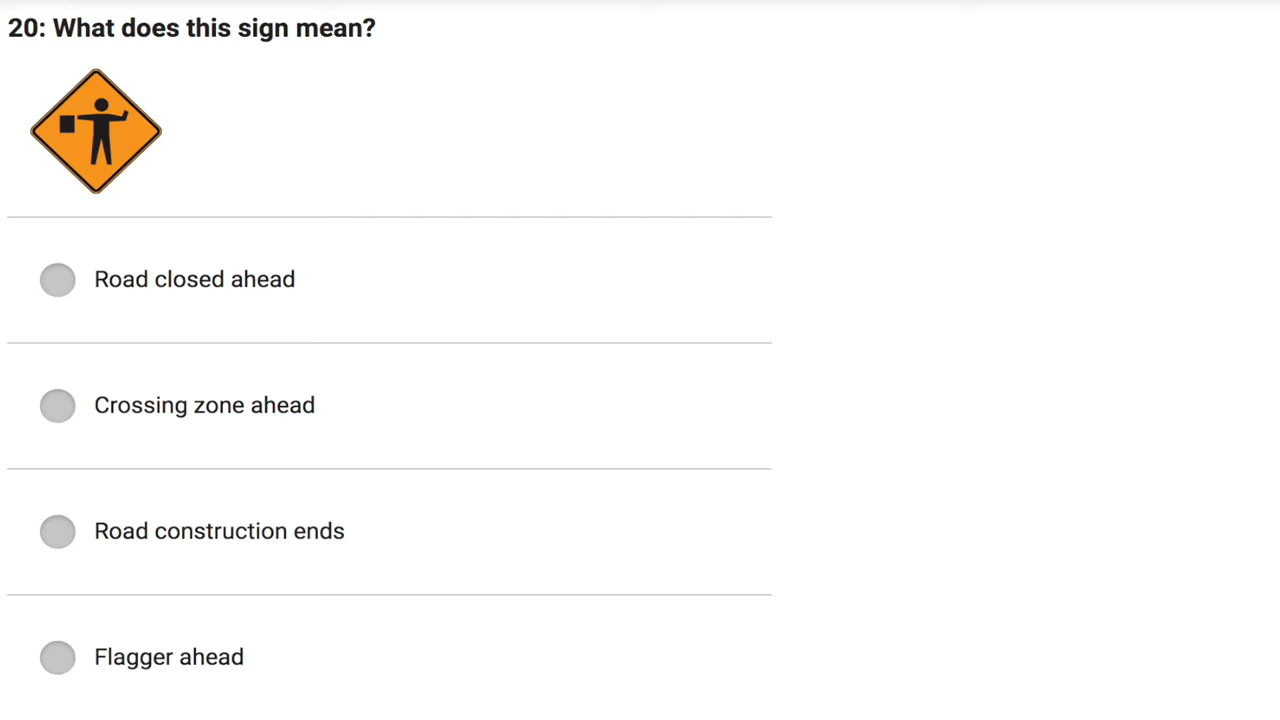 20: What does this sign mean?
Road closed ahead
Crossing zone ahead
Road construction ends
Flagger ahead